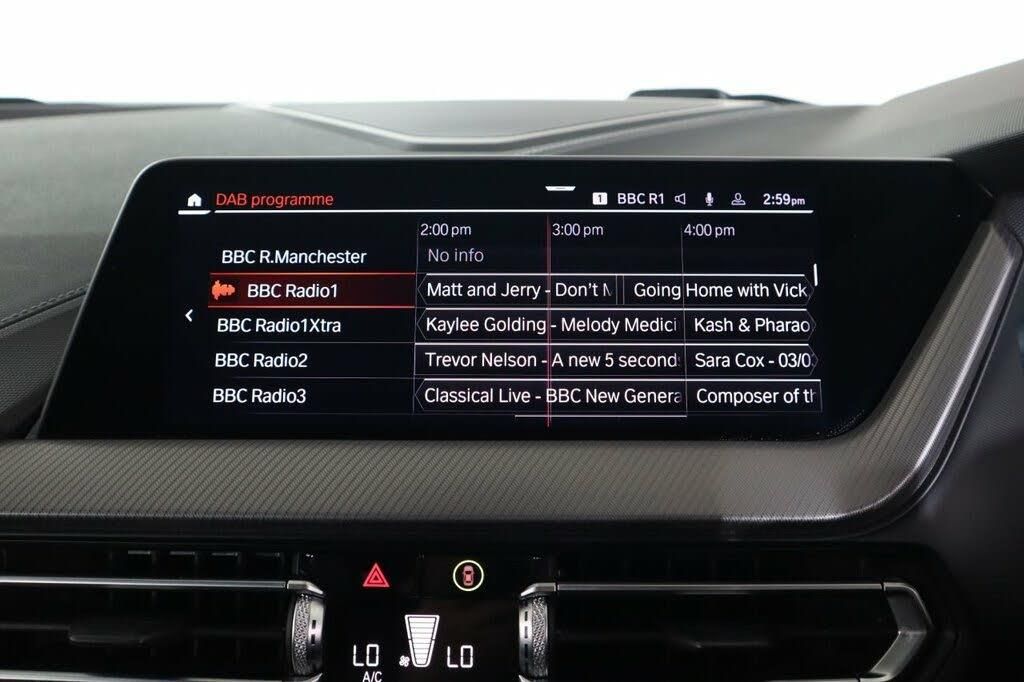 DAB programme 1 BBC R1 2:59pm
2:00 pm 3:00 pm 4:00 pm
BBC R.Manchester No info
BBC Radio1 Matt and Jerry - Don't Going Home with Vick
BBC Radio1Xtra Kaylee Golding - Melody Medici Kash & Pharao
BBC Radio2 Trevor Nelson - A new 5 second Sara Cox - 03/0
BBC Radio3 Classical Live - BBC New Genera Composer of th
LO LO
A/C